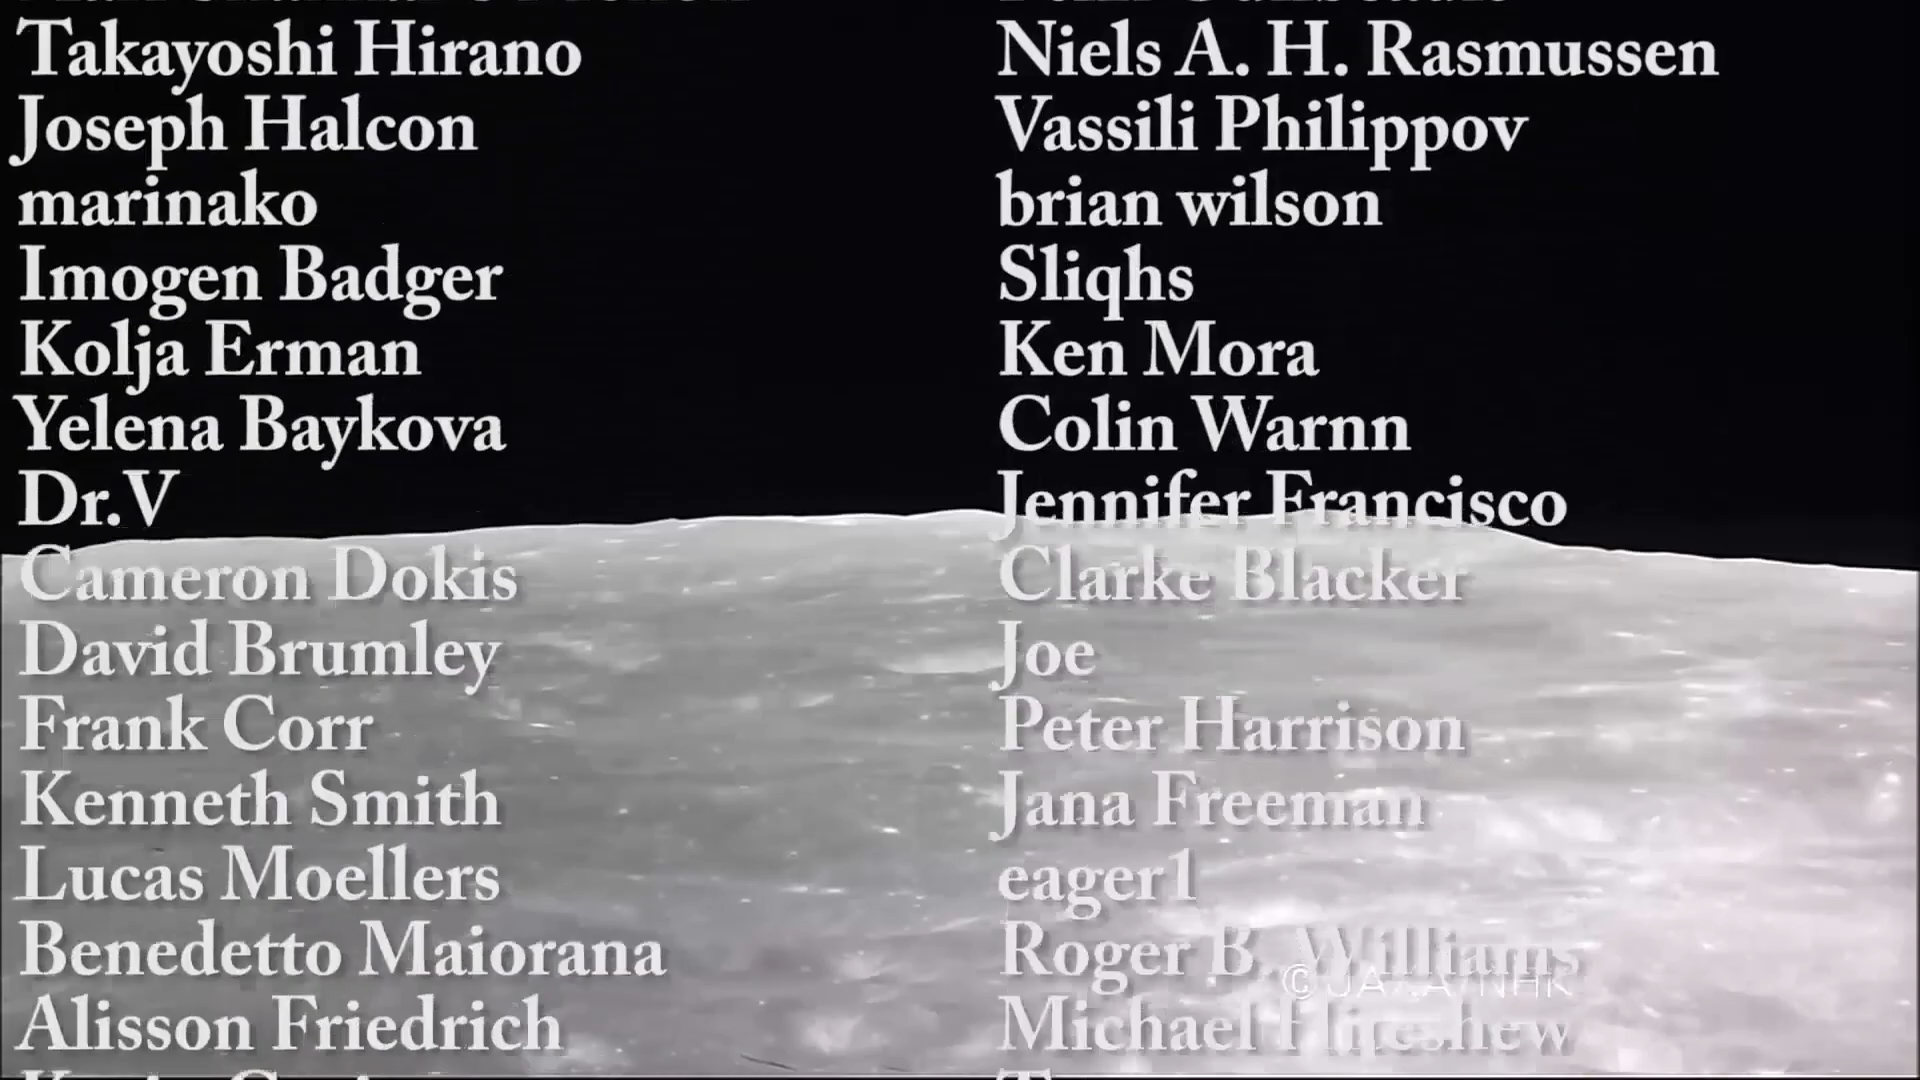 Takayoshi Hirano
Joseph Halcon
marinako
Imogen Badger
Kolja Erman
Yelena Baykova
Dr.V
Cameron Dokis
David Brumley
Frank Corr
Kenneth Smith
Lucas Moellers
Benedetto Maiorana
Alisson Friedrich
Niels A. H. Rasmussen
Vassili Philippov
brian wilson
Sliqhs
Ken Mora
Colin Warnn
Jennifer Francisco
Clarke Blacker
Joe
Peter Harrison
Jana Freeman
eager1
Roger B. Williams
©JAXA/NHK
Michael